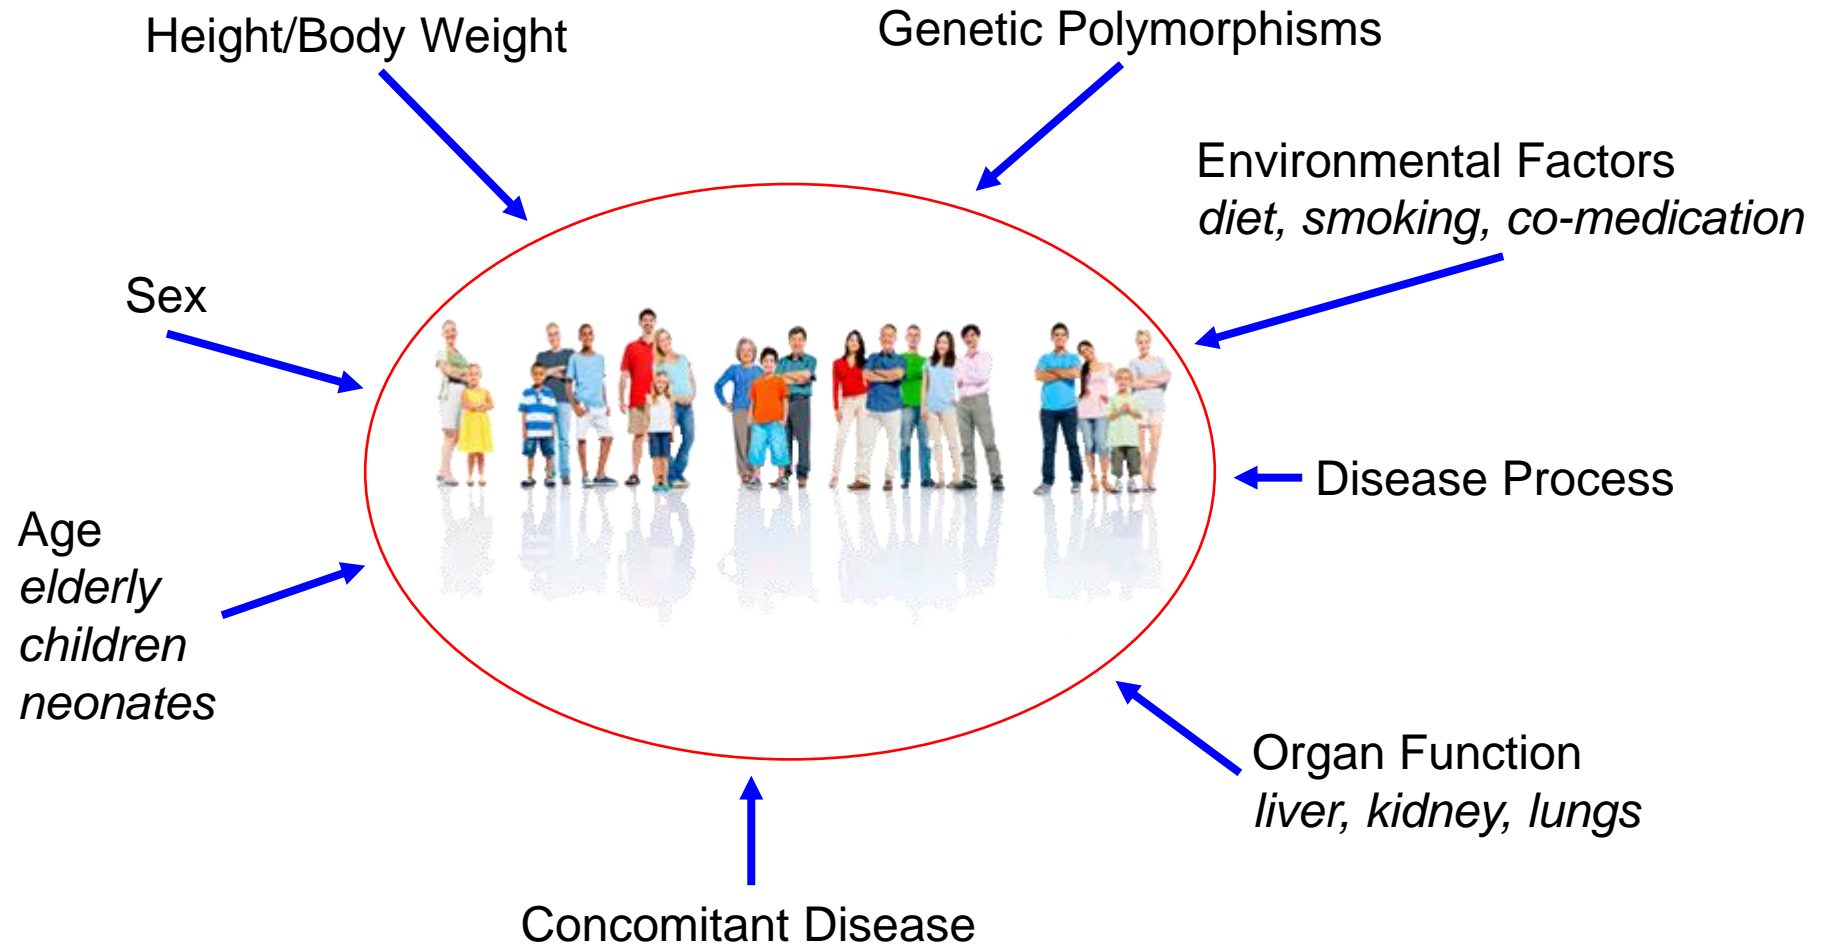 Height/Body Weight
Genetic Polymorphisms
Environmental Factors
diet, smoking, co-medication
Sex
Disease Process
Age
elderly
children
neonates
Organ Function
liver, kidney, lungs
Concomitant Disease